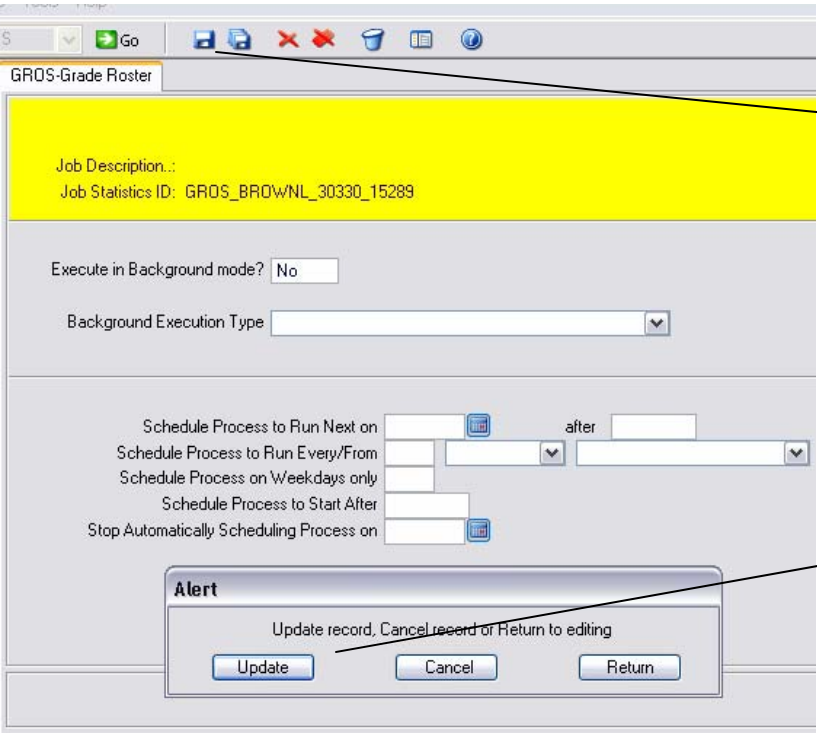 Help
S Go
GROS-Grade Roster
Job Description..:
Job Statistics ID: GROS_BROWNL_30330_15289
Execute in Background mode? No
Background Execution Type
Schedule Process to Run Next on after
Schedule Process to Run Every/From
Schedule Process on Weekdays only
Schedule Process to Start After
Stop Automatically Scheduling Process on
Alert
Update record, Cancel record or Return to editing
Update Cancel Return